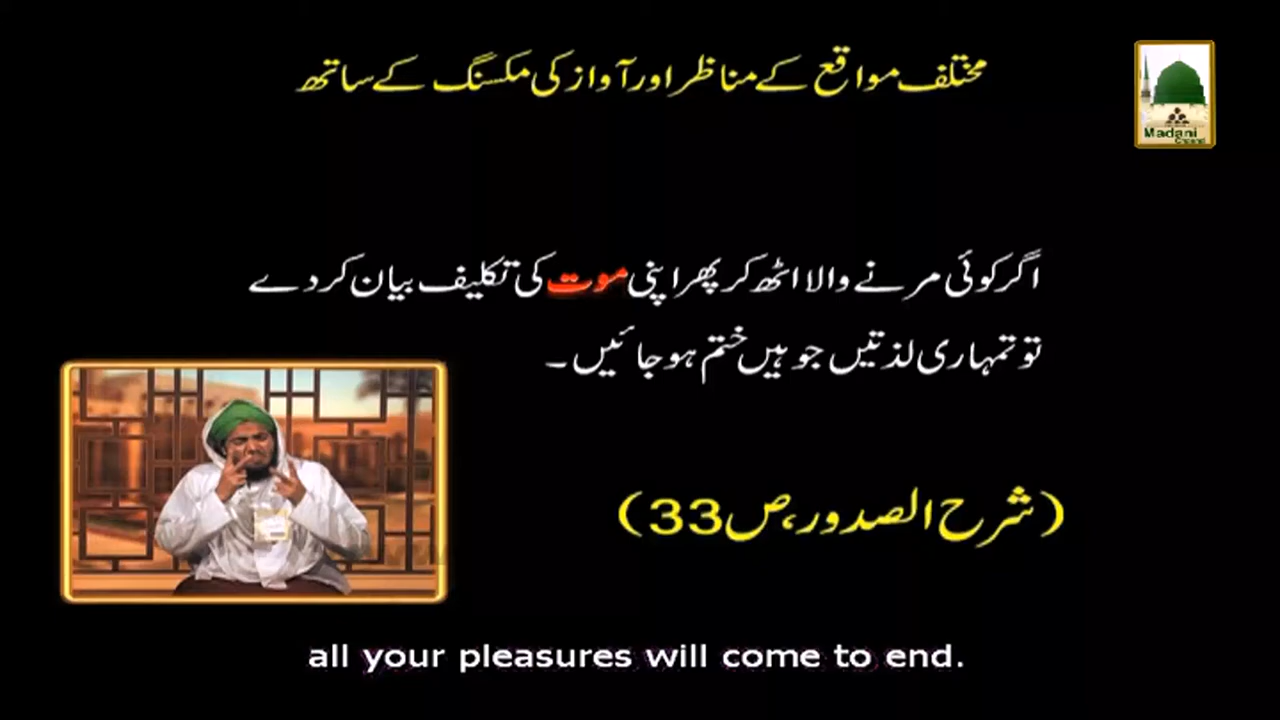 مختلف مواقع کے مناظر اور آواز کی مکسنگ کے ساتھ
Madani
Channel
اگر کوئی مرنے والا اٹھ کر پھر اپنی موت کی تکلیف بیان کردے
تو تمہاری لذتیں جو ہیں ختم ہو جائیں۔
(شرح الصدور، ص33)
all your pleasures will come to end.